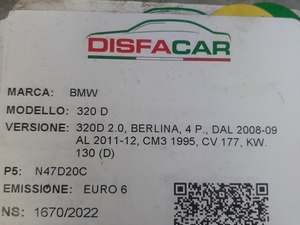 DISFACAR
MARCA: BMW
MODELLO: 320 D
VERSIONE: 320D 2.0, BERLINA, 4 P., DAL 2008-09
AL 2011-12, CM3 1995, CV 177, KW.
130 (D)
P5: N47D20C
EMISSIONE: EURO 6
NS: 1670/2022